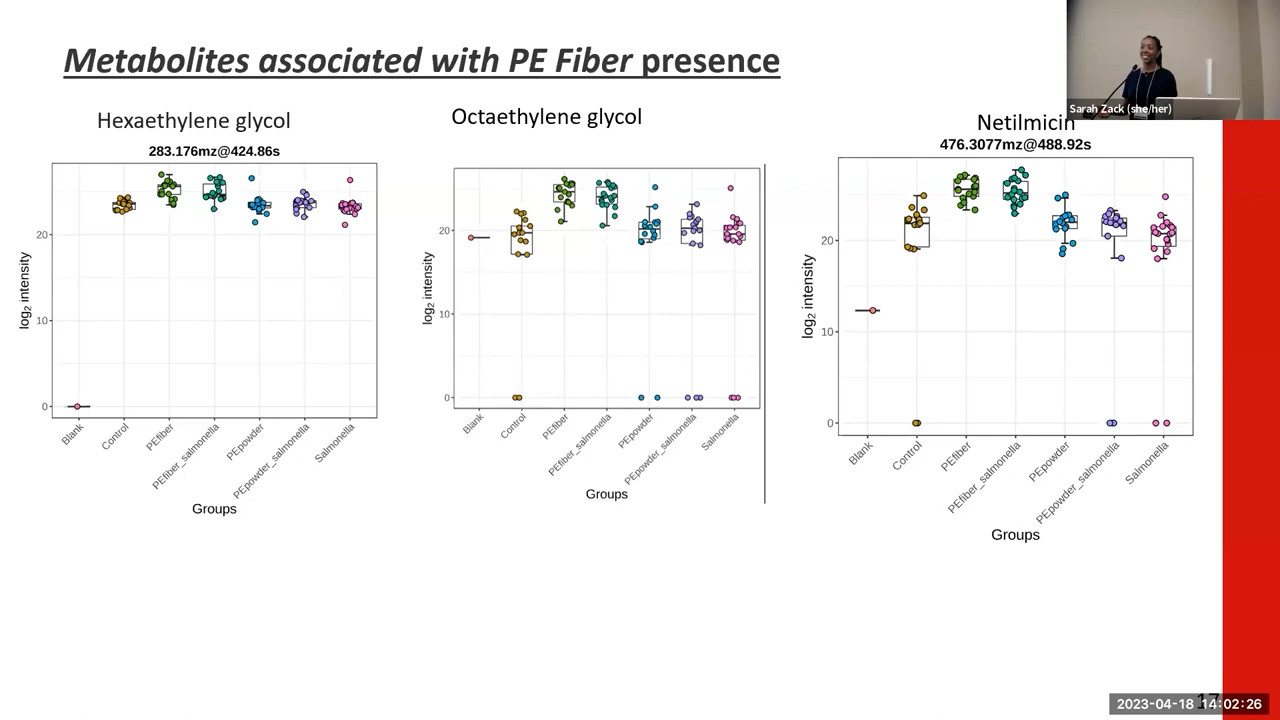 Metabolites associated with PE Fiber presence
Sarah Zack (she/her)
Hexaethylene glycol
283.176mz@424.86s
log2 intensity
20
10
0
Blank
Control
PEfiber
PEfiber_salmonella
PEpowder
PEpowder_salmonella
Salmonella
Groups
Octaethylene glycol
log2 intensity
20
10
0
Blank
Control
PEfiber
PEfiber_salmonella
PEpowder
PEpowder_salmonella
Salmonella
Groups
Netilmicin
476.3077mz@488.92s
log2 intensity
20
10
0
Blank
Control
PEfiber
PEfiber_salmonella
PEpowder
PEpowder_salmonella
Salmonella
Groups
17
2023-04-18 14:02:26